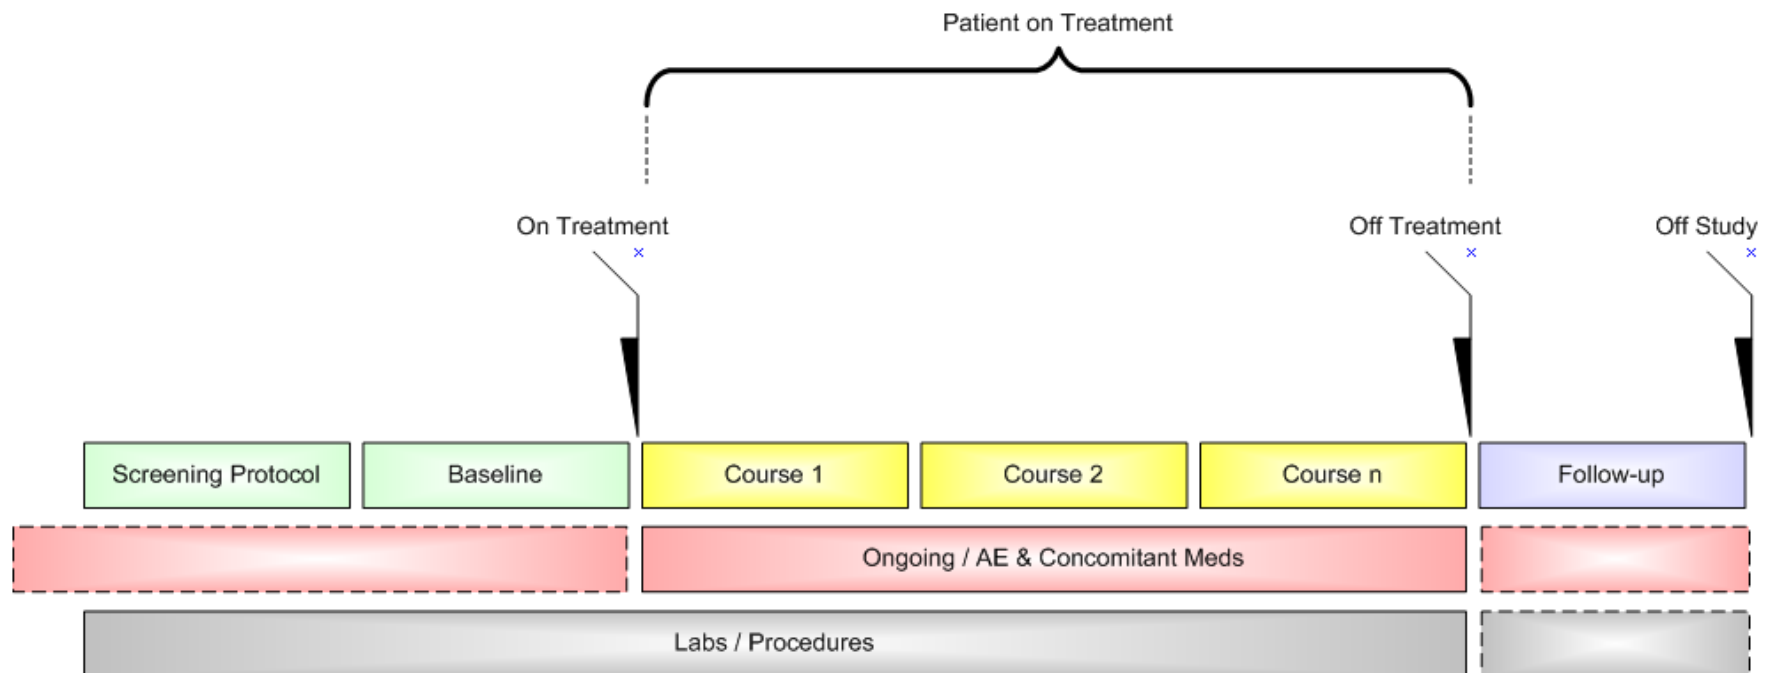 Patient on Treatment
On Treatment
Off Treatment
Off Study
Screening Protocol
Baseline
Course 1
Course 2
Course n
Follow-up
Ongoing / AE & Concomitant Meds
Labs / Procedures